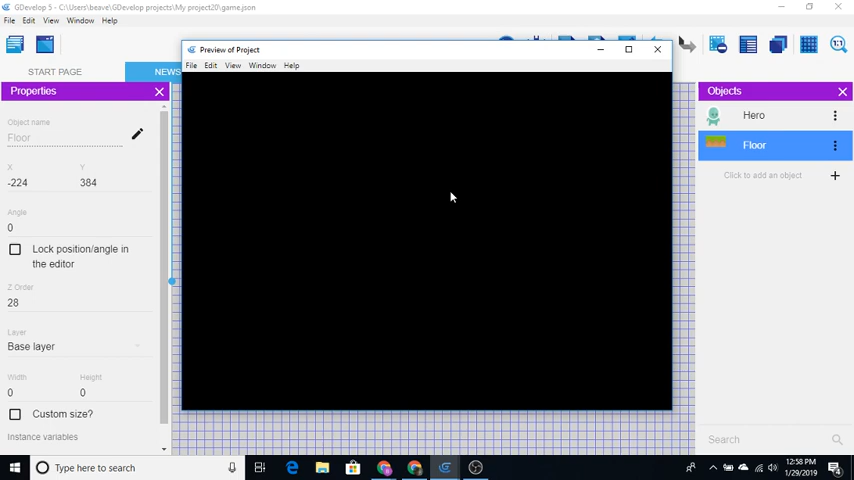 GDevelop 5 - C:\Users\beave\GDevelop projects\My project20\game.json
File Edit View Window Help
START PAGE
NEWS
Properties
Object name
Floor
X Y
-224 384
Angle
0
Lock position/angle in
the editor
Z Order
28
Layer
Base layer
Width Height
0 0
Custom size?
Instance variables
Preview of Project
File Edit View Window Help
1:1
Objects
Hero
Floor
Click to add an object
Search
Type here to search
12:58 PM
1/29/2019
4